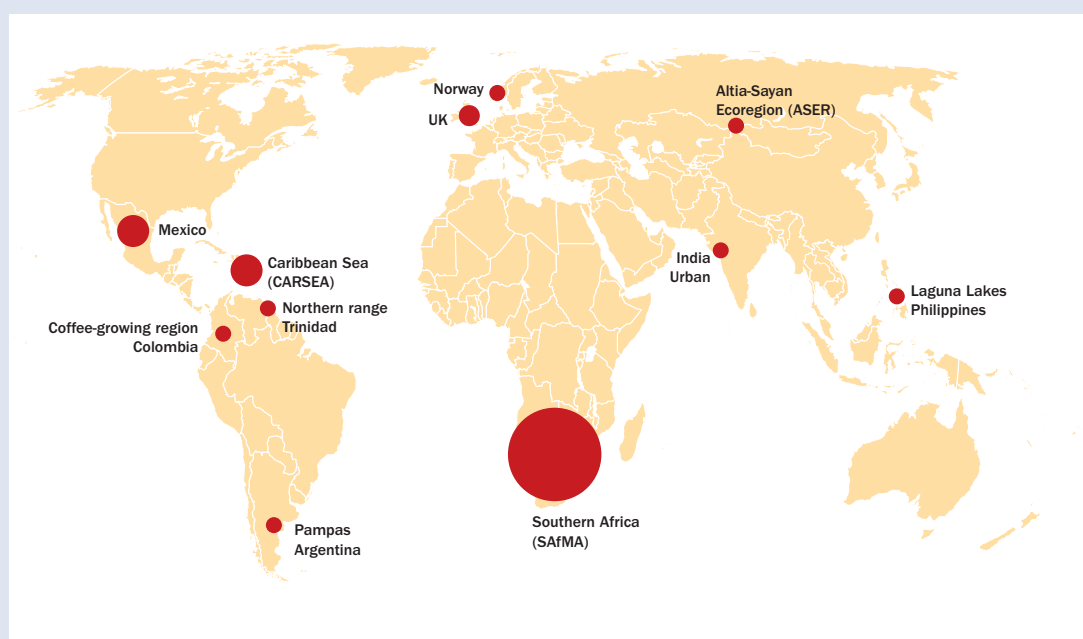 Norway
UK
Altia-Sayan
Ecoregion (ASER)
Mexico
Caribbean Sea
(CARSEA)
India
Urban
Northern range
Trinidad
Laguna Lakes
Philippines
Coffee-growing region
Colombia
Southern Africa
(SAfMA)
Pampas
Argentina